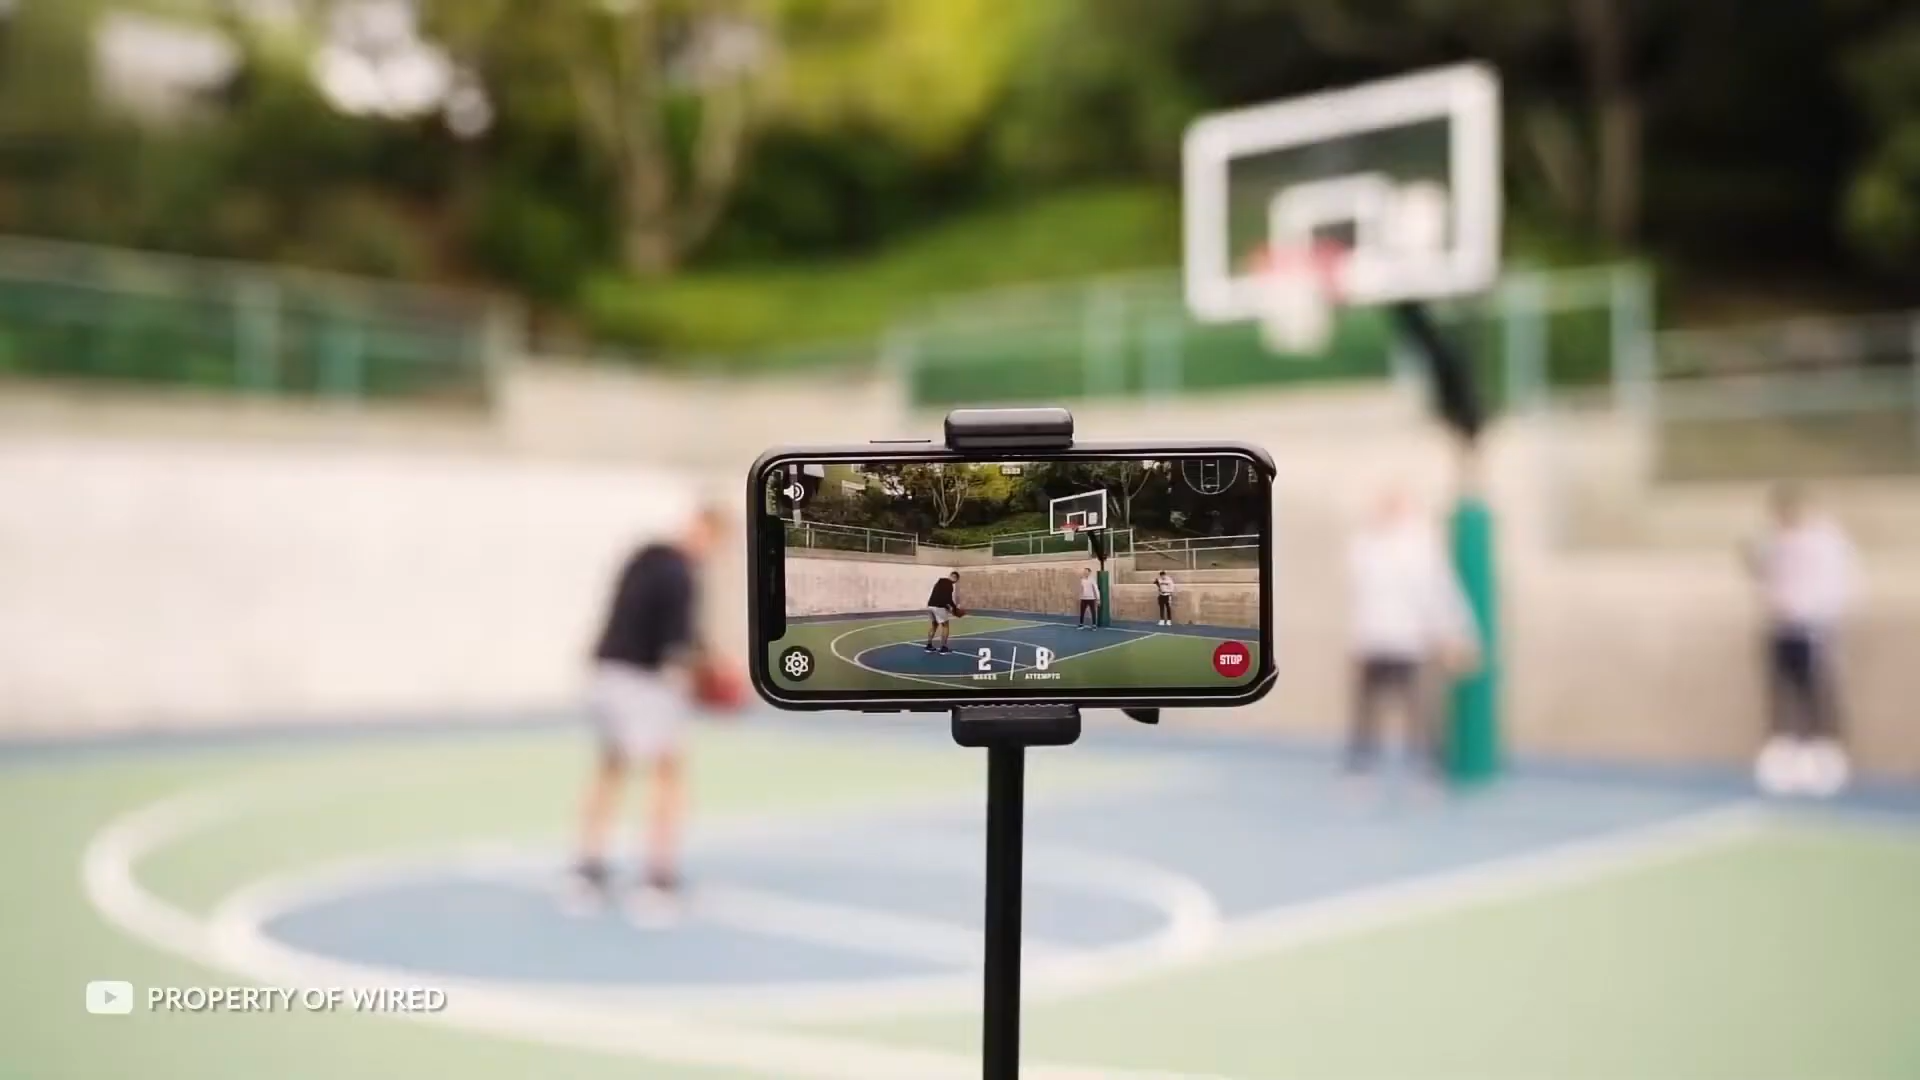 2 / 8
MAKES ATTEMPTS
STOP
PROPERTY OF WIRED